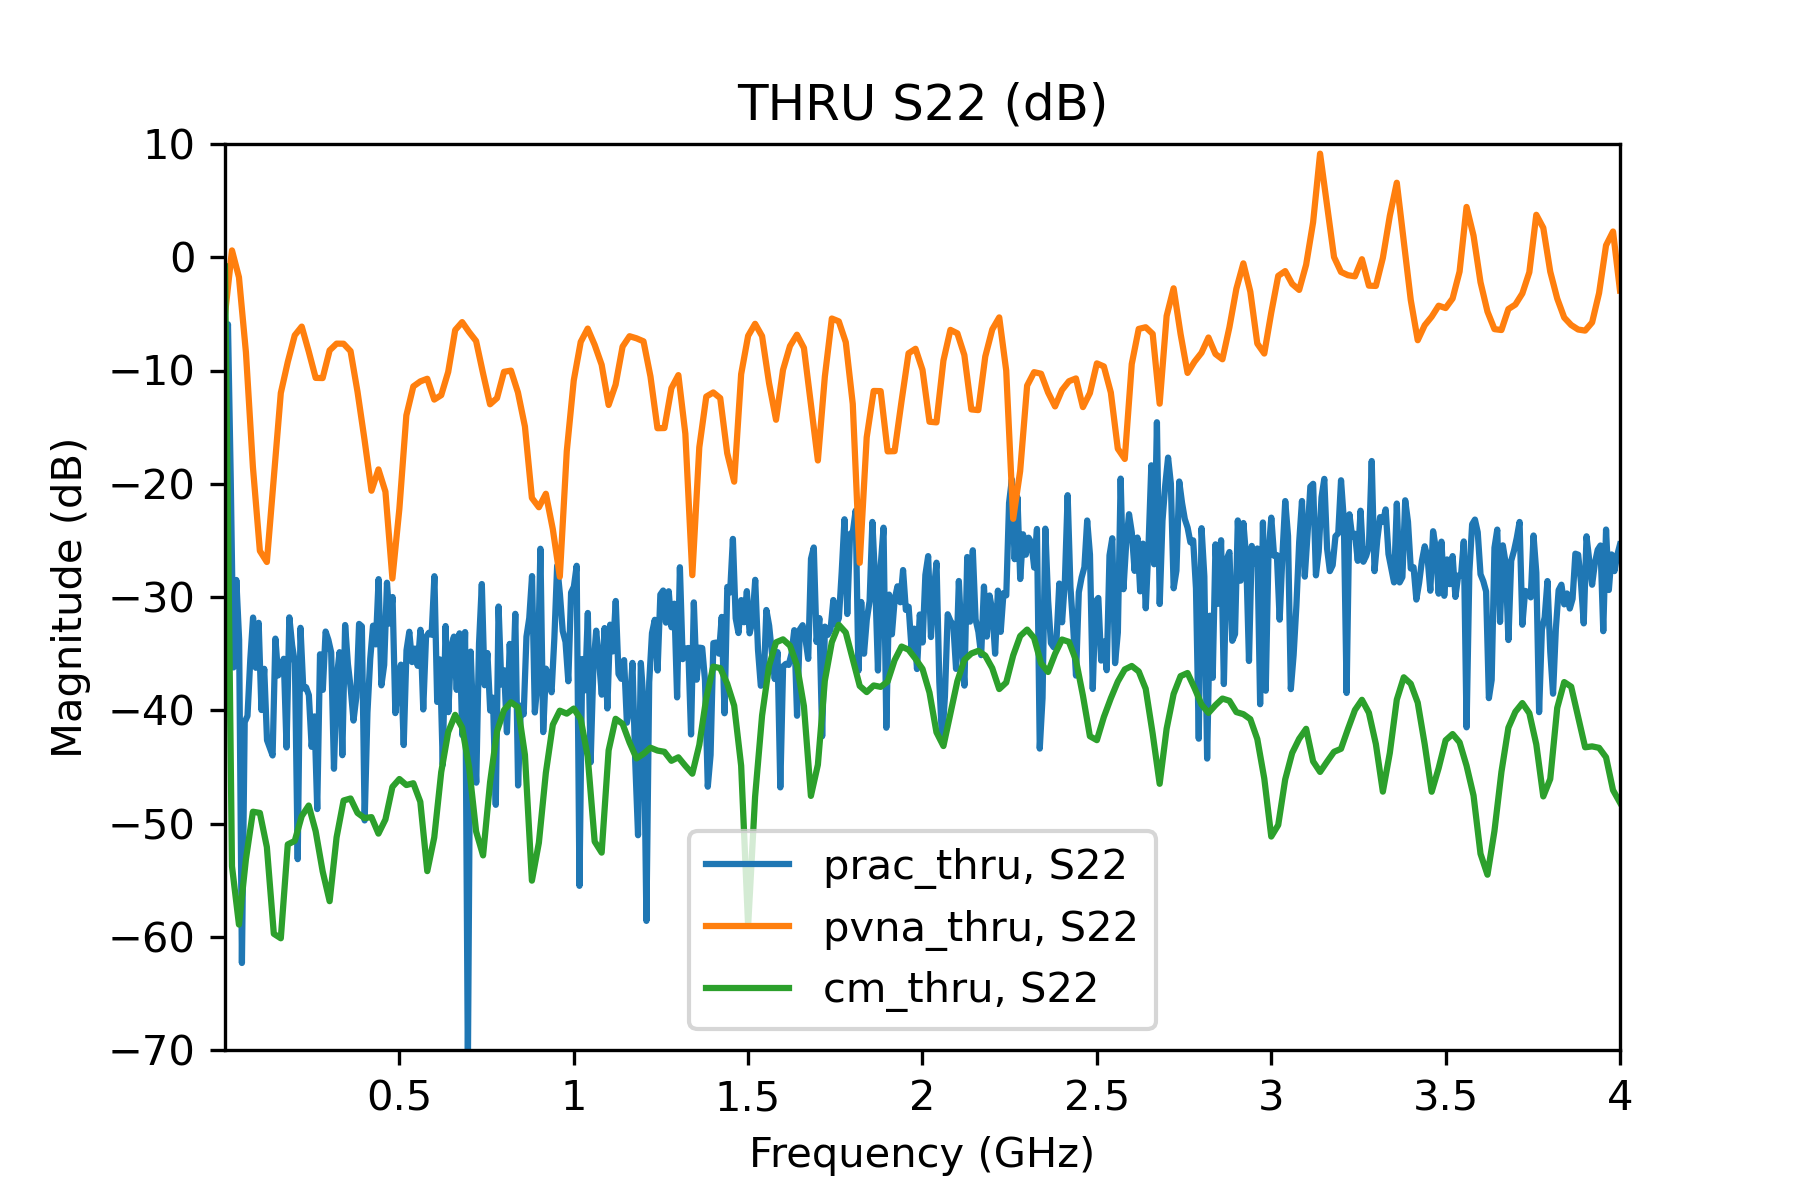 THRU S22 (dB)
10
0
−10
−20
−30
−40
−50
−60
−70
Magnitude (dB)
prac_thru, S22
pvna_thru, S22
cm_thru, S22
0.5 1 1.5 2 2.5 3 3.5 4
Frequency (GHz)